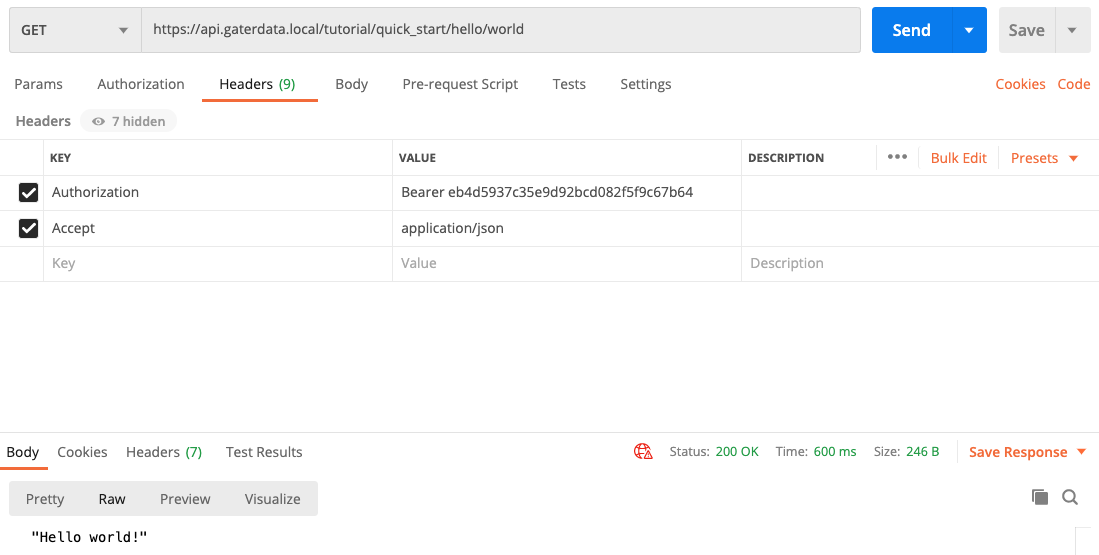 GET https://api.gaterdata.local/tutorial/quick_start/hello/world Send Save
Params Authorization Headers (9) Body Pre-request Script Tests Settings Cookies Code
Headers 7 hidden
KEY VALUE DESCRIPTION ••• Bulk Edit Presets
Authorization Bearer eb4d5937c35e9d92bcd082f5f9c67b64
Accept application/json
Key Value Description
Body Cookies Headers (7) Test Results Status: 200 OK Time: 600 ms Size: 246 B Save Response
Pretty Raw Preview Visualize
"Hello world!"